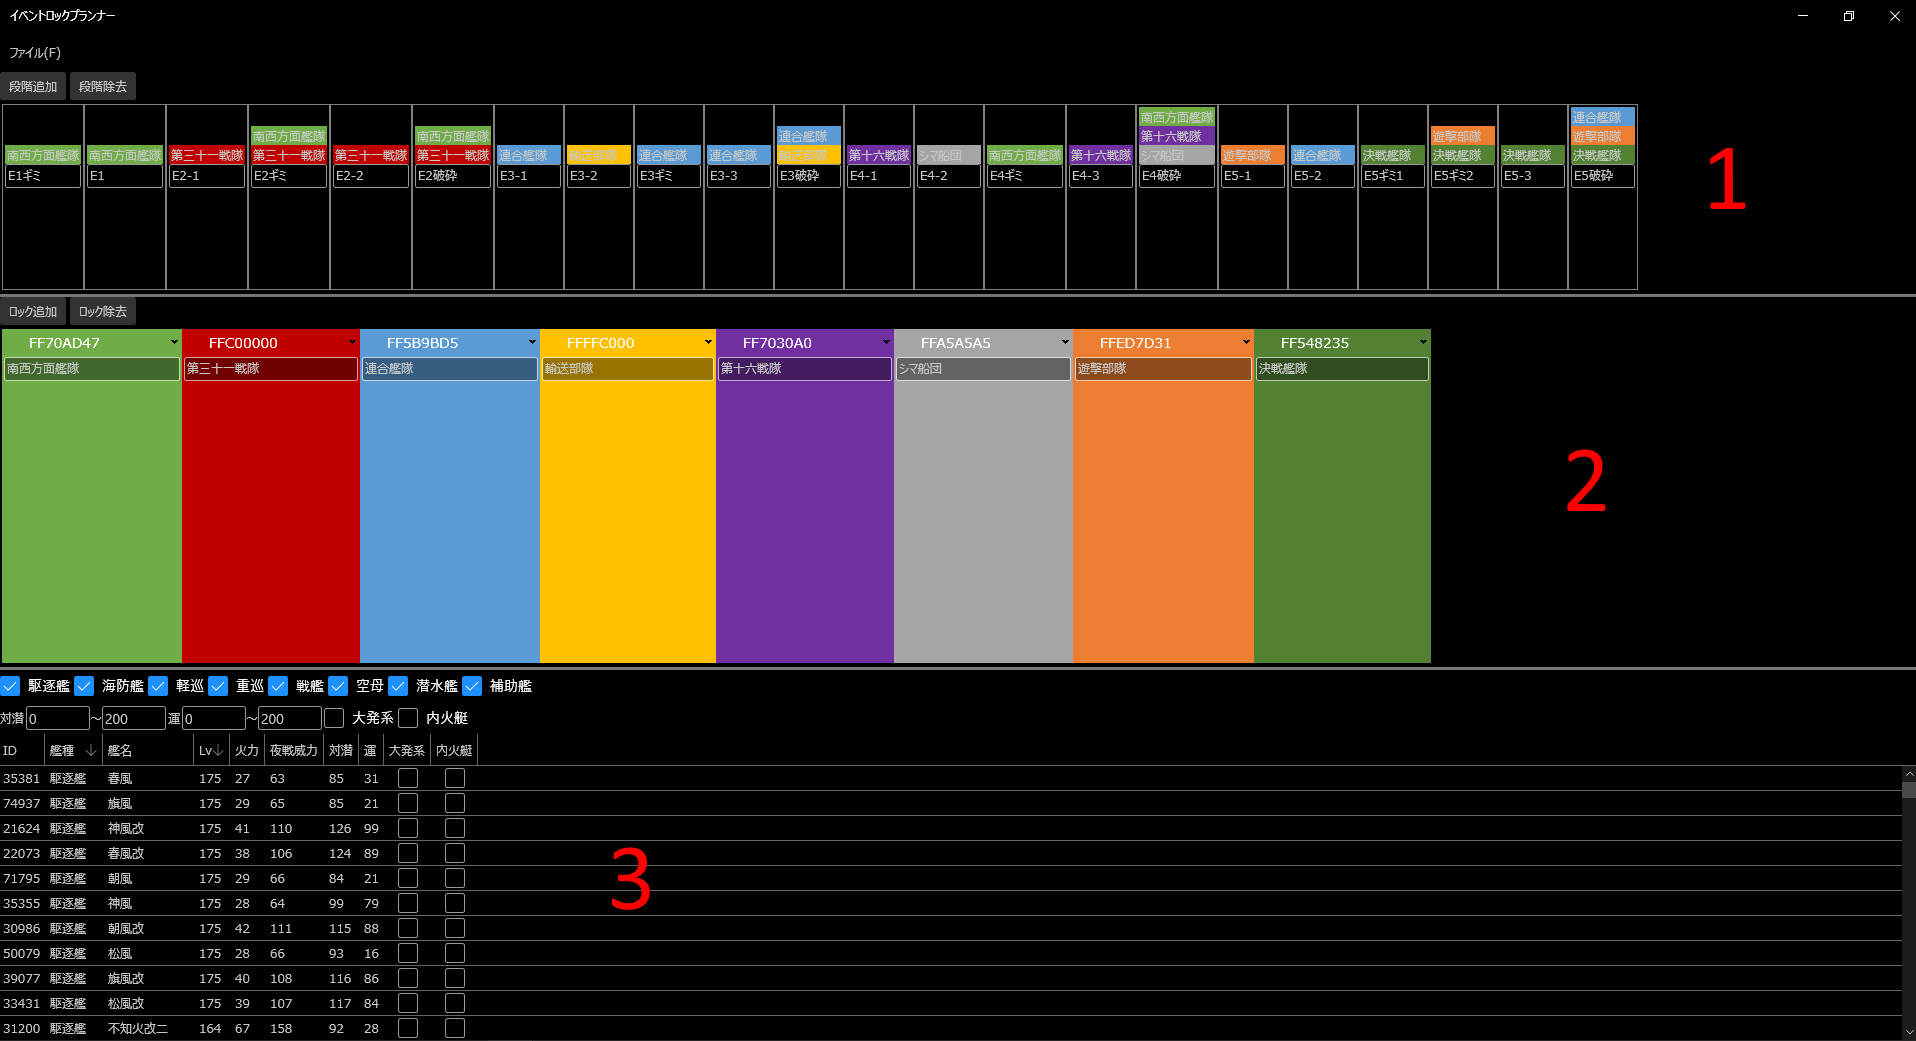 イベントロックプランナー
ファイル(F)
段階追加 段階除去
南西方面艦隊 連合艦隊
南西方面艦隊 南西方面艦隊 連合艦隊 第十六戦隊 遊撃部隊 遊撃部隊
南西方面艦隊 南西方面艦隊 第三十一戦隊 第三十一戦隊 第三十一戦隊 第三十一戦隊 連合艦隊 輸送部隊 連合艦隊 連合艦隊 輸送部隊 第十六戦隊 シマ船団 南西方面艦隊 第十六戦隊 シマ船団 遊撃部隊 連合艦隊 決戦艦隊 決戦艦隊 決戦艦隊 決戦艦隊
E1ギミ E1 E2-1 E2ギミ E2-2 E2破砕 E3-1 E3-2 E3ギミ E3-3 E3破砕 E4-1 E4-2 E4ギミ E4-3 E4破砕 E5-1 E5-2 E5ギミ1 E5ギミ2 E5-3 E5破砕
1
ロック追加 ロック除去
FF70AD47 FFC00000 FF5B9BD5 FFFFC000 FF7030A0 FFA5A5A5 FFED7D31 FF548235
南西方面艦隊 第三十一戦隊 連合艦隊 輸送部隊 第十六戦隊 シマ船団 遊撃部隊 決戦艦隊
2
駆逐艦 海防艦 軽巡 重巡 戦艦 空母 潜水艦 補助艦
対潜 0 ～ 200 運 0 ～ 200 大発系 内火艇
ID 艦種 艦名 Lv 火力 夜戦威力 対潜 運 大発系 内火艇
35381 駆逐艦 春風 175 27 63 85 31
74937 駆逐艦 旗風 175 29 65 85 21
21624 駆逐艦 神風改 175 41 110 126 99
22073 駆逐艦 春風改 175 38 106 124 89
71795 駆逐艦 朝風 175 29 66 84 21
35355 駆逐艦 神風 175 28 64 99 79
30986 駆逐艦 朝風改 175 42 111 115 88
50079 駆逐艦 松風 175 28 66 93 16
39077 駆逐艦 旗風改 175 40 108 116 86
33431 駆逐艦 松風改 175 39 107 117 84
31200 駆逐艦 不知火改二 164 67 158 92 28
3